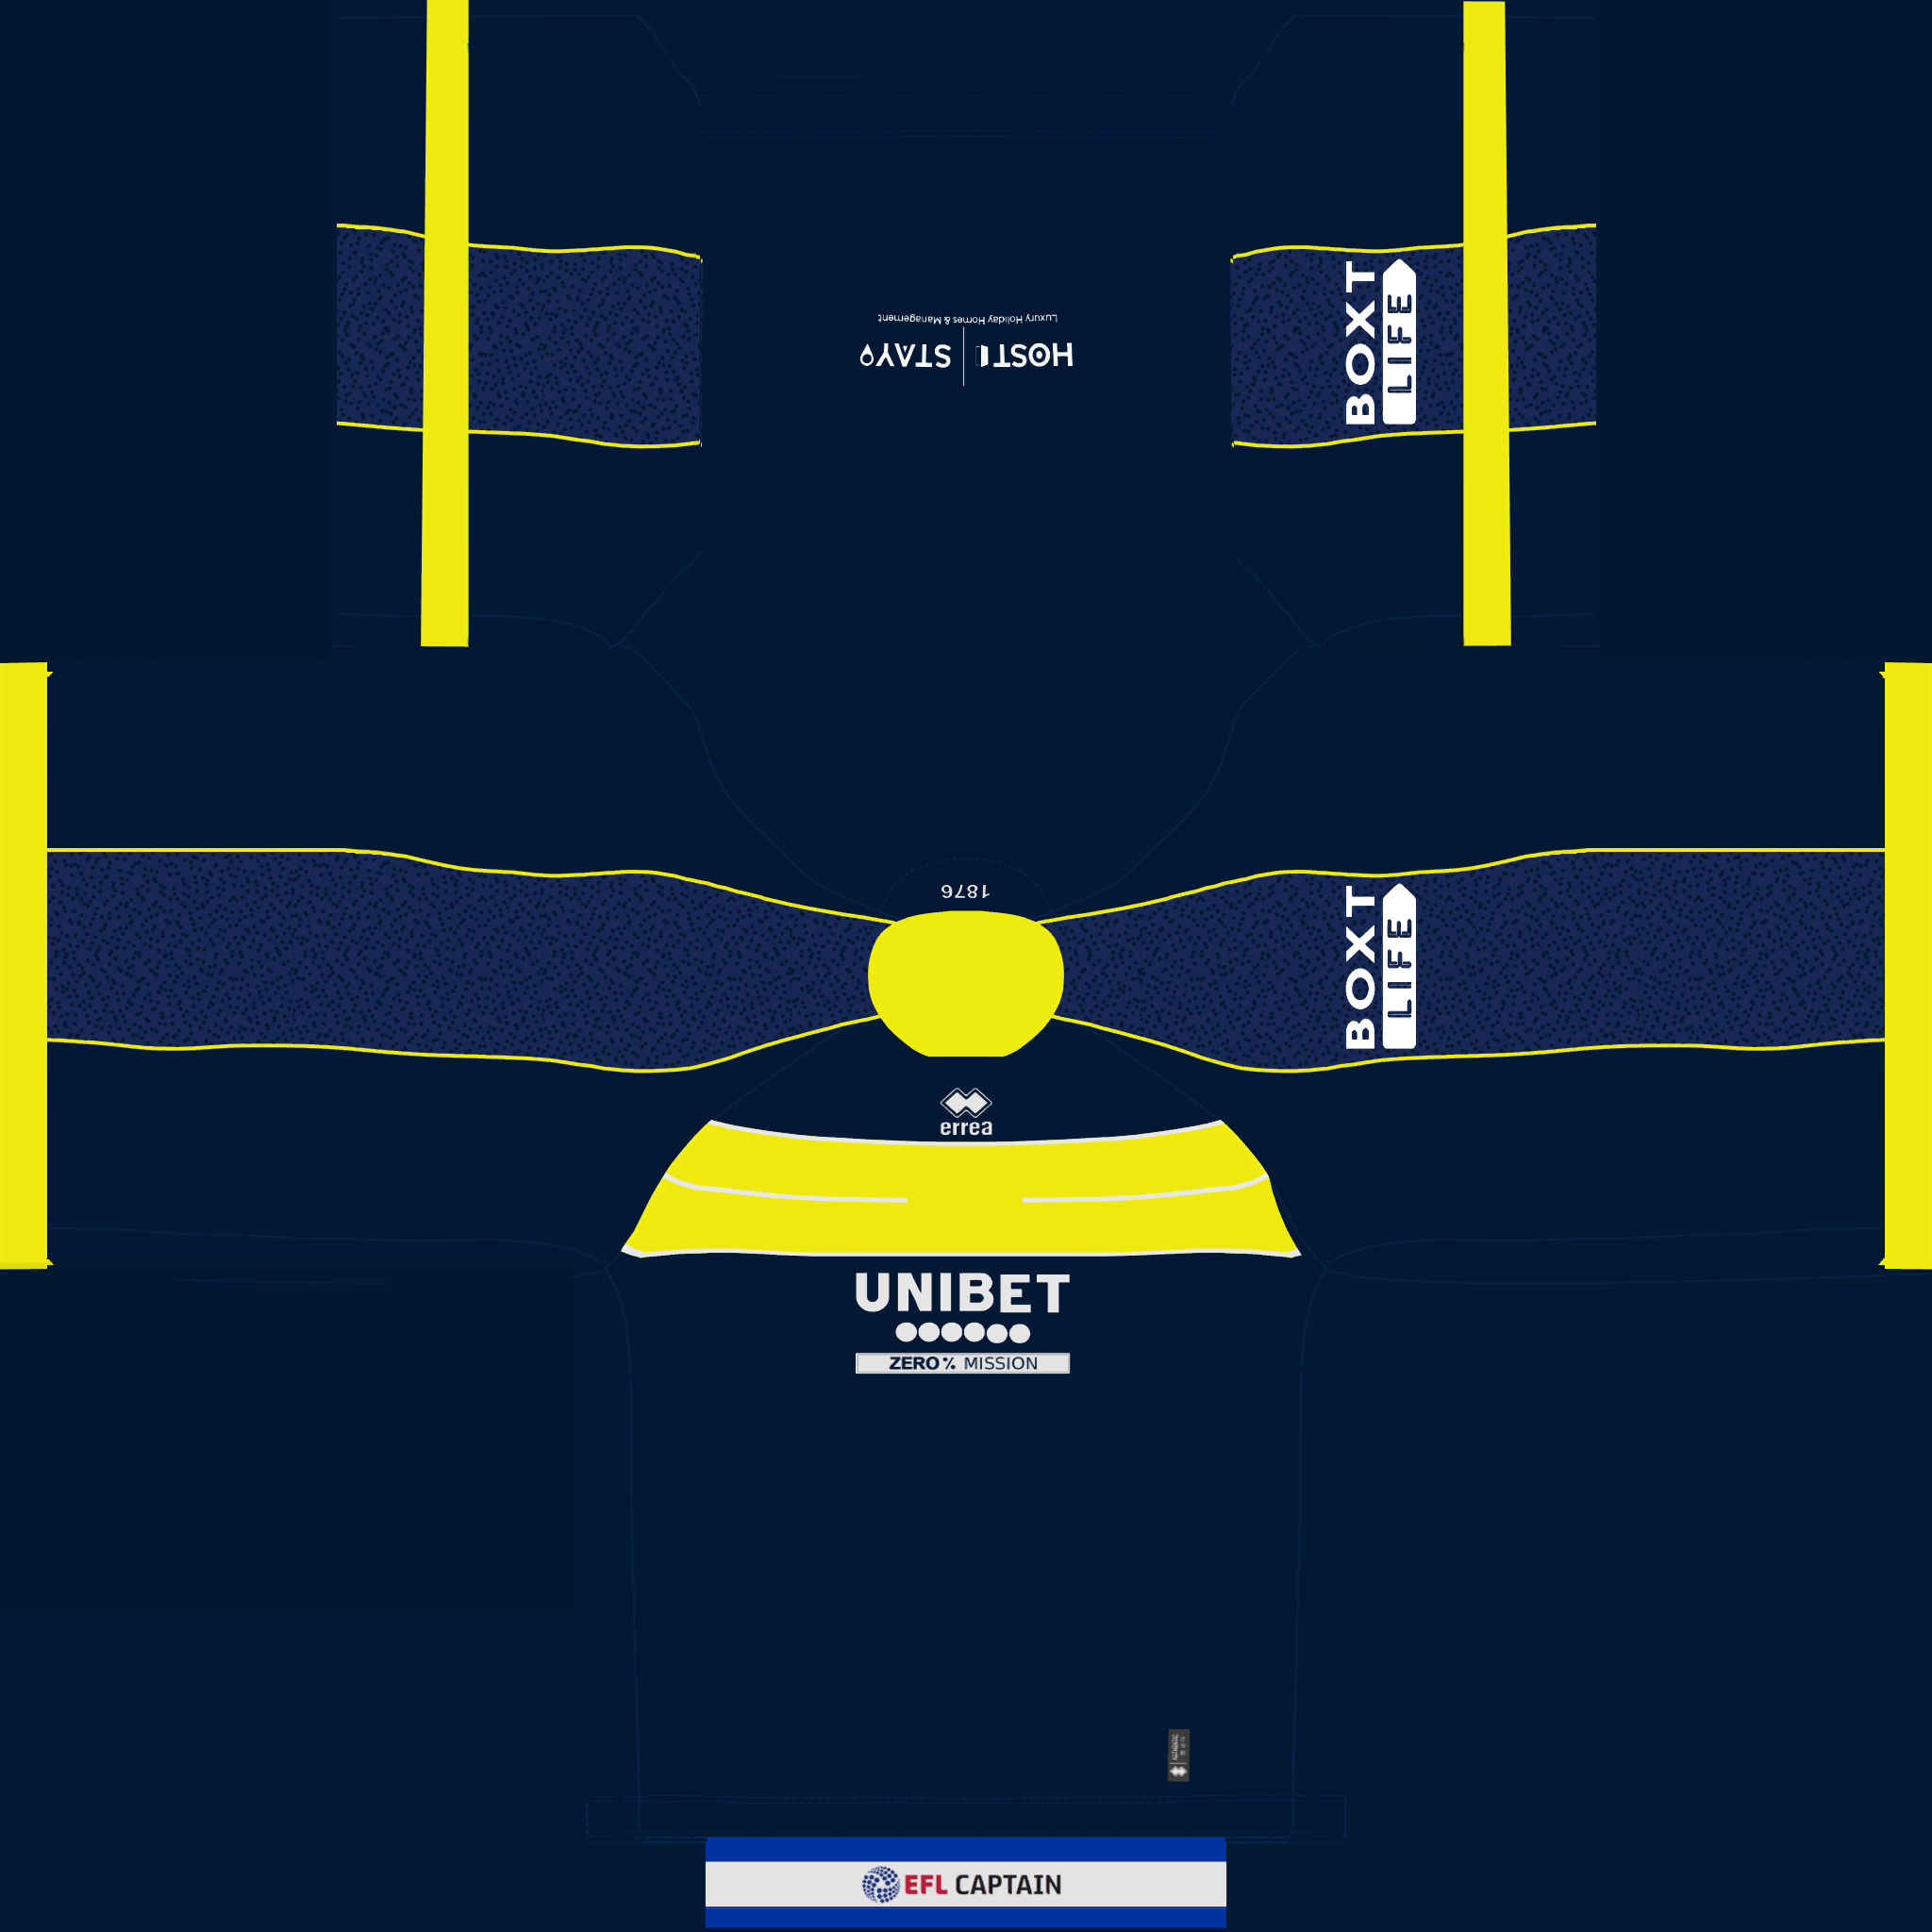 Luxury Holiday Homes & Management
HOST STAY
BOXT
LIFE
1876
BOXT
LIFE
errea
UNIBET
ZERO% MISSION
EFL CAPTAIN